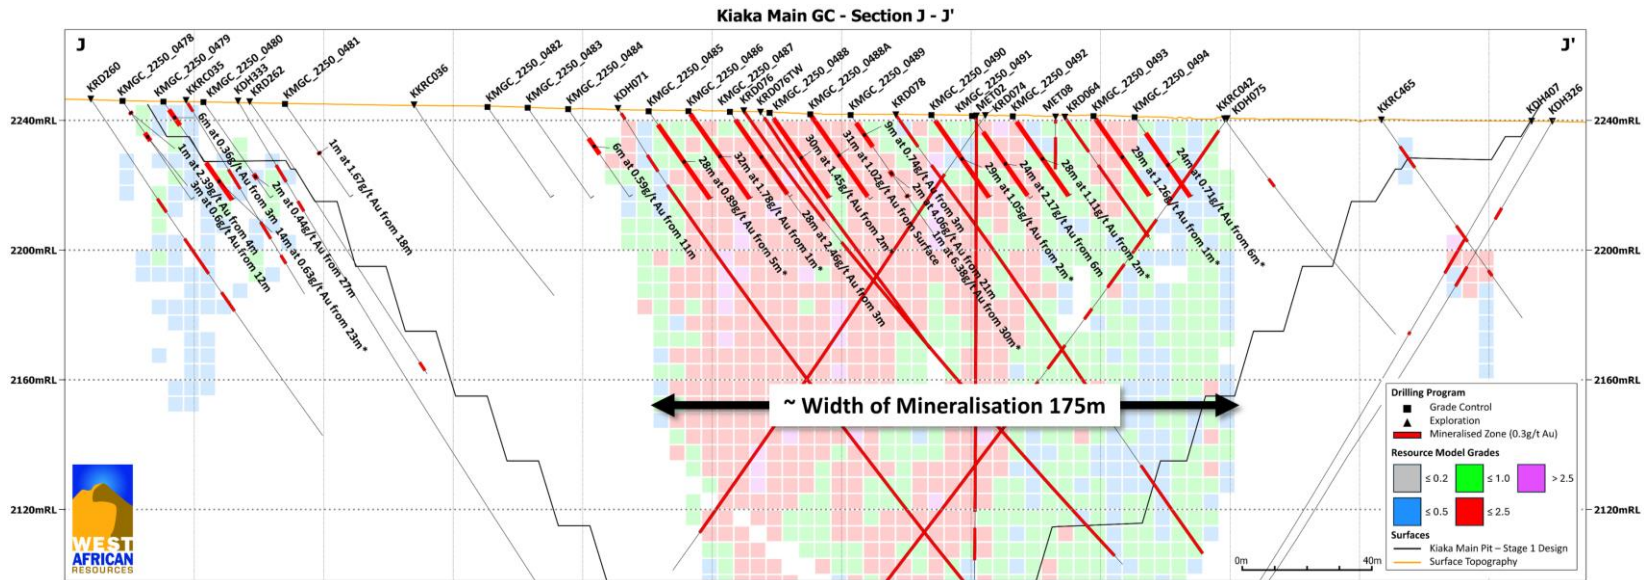 Kiaka Main GC - Section J - J'
J
J'
KRD260
KMGC_2250_0478
KMGC_2250_0479
KRC035
KMGC_2250_0480
KDH333
KRD262
KMGC_2250_0481
KRC036
KMGC_2250_0482
KMGC_2250_0483
KMGC_2250_0484
KDH071
KMGC_2250_0485
KMGC_2250_0486
KMGC_2250_0487
KRD076
KRD076TW
KMGC_2250_0488
KMGC_2250_0488A
KMGC_2250_0489
KRD078
KMGC_2250_0490
KMGC_2250_0491
MET02
KRD074
KMGC_2250_0492
MET08
KRD064
KMGC_2250_0493
KMGC_2250_0494
KKRC042
KDH075
KKRC465
KDH407
KDH326
2240mRL
2240mRL
2200mRL
2200mRL
2160mRL
2160mRL
2120mRL
2120mRL
1m at 2.39g/t Au from 4m
3m at 0.6g/t Au from 12m
6m at 0.36g/t Au from 3m
14m at 0.63g/t Au from 23m*
2m at 0.44g/t Au from 27m
1m at 1.67g/t Au from 18m
6m at 0.59g/t Au from 11m
28m at 0.89g/t Au from 5m*
32m at 1.78g/t Au from 1m*
28m at 2.46g/t Au from 3m
30m at 1.45g/t Au from 2m*
31m at 1.02g/t Au from Surface
9m at 0.74g/t Au from 3m
2m at 4.06g/t Au from 21m
1m at 6.38g/t Au from 30m*
29m at 1.05g/t Au from 2m*
24m at 2.17g/t Au from 6m
28m at 1.11g/t Au from 2m*
29m at 1.26g/t Au from 1m*
24m at 0.71g/t Au from 6m*
~ Width of Mineralisation 175m
Drilling Program
Grade Control
Exploration
Mineralised Zone (0.3g/t Au)
Resource Model Grades
≤ 0.2
≤ 1.0
> 2.5
≤ 0.5
≤ 2.5
Surfaces
Kiaka Main Pit – Stage 1 Design
Surface Topography
0m
40m
WEST
AFRICAN
RESOURCES